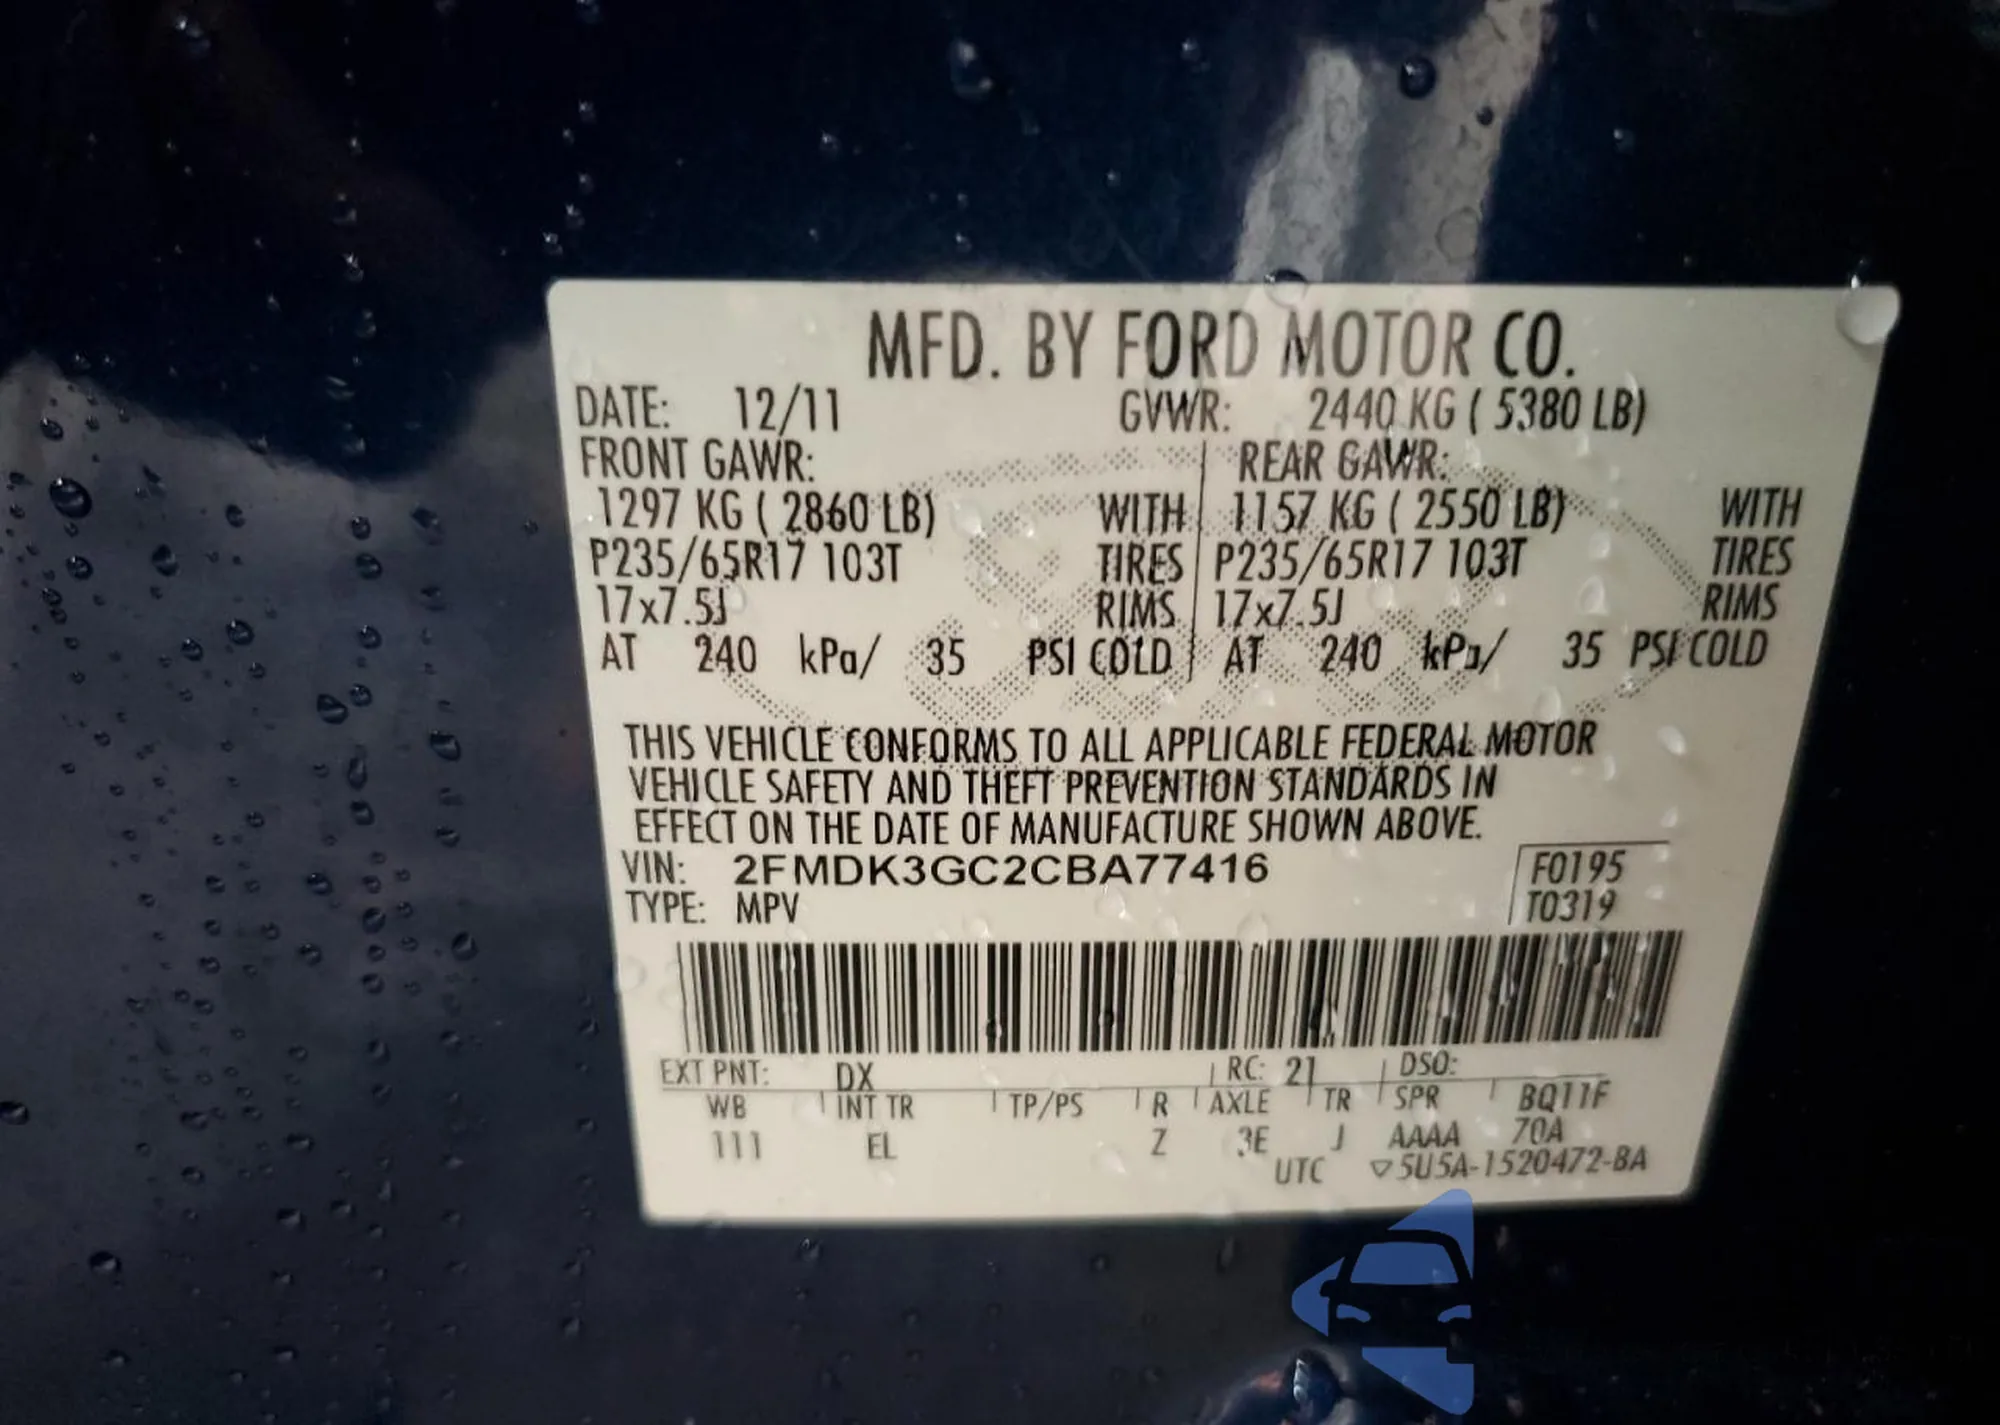 MFD. BY FORD MOTOR CO.
DATE: 12/11 GVWR: 2440 KG ( 5380 LB)
FRONT GAWR: REAR GAWR:
1297 KG ( 2860 LB) WITH 1157 KG ( 2550 LB) WITH
P235/65R17 103T TIRES P235/65R17 103T TIRES
17x7.5J RIMS 17x7.5J RIMS
AT 240 kPa/ 35 PSI COLD AT 240 kPa/ 35 PSI COLD
THIS VEHICLE CONFORMS TO ALL APPLICABLE FEDERAL MOTOR
VEHICLE SAFETY AND THEFT PREVENTION STANDARDS IN
EFFECT ON THE DATE OF MANUFACTURE SHOWN ABOVE.
VIN: 2FMDK3GC2CBA77416 F0195
TYPE: MPV T0319
EXT PNT: DX RC: 21 DSO:
WB INT TR TP/PS R AXLE TR SPR BQ11F
111 EL Z 3E J AAAA 70A
UTC ▽5U5A-1520472-BA